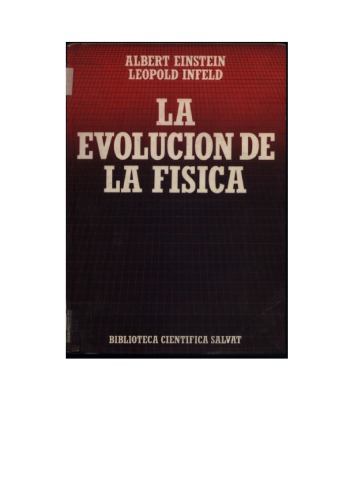 ALBERT EINSTEIN
LEOPOLD INFELD
LA
EVOLUCION DE
LA FISICA
BIBLIOTECA CIENTIFICA SALVAT